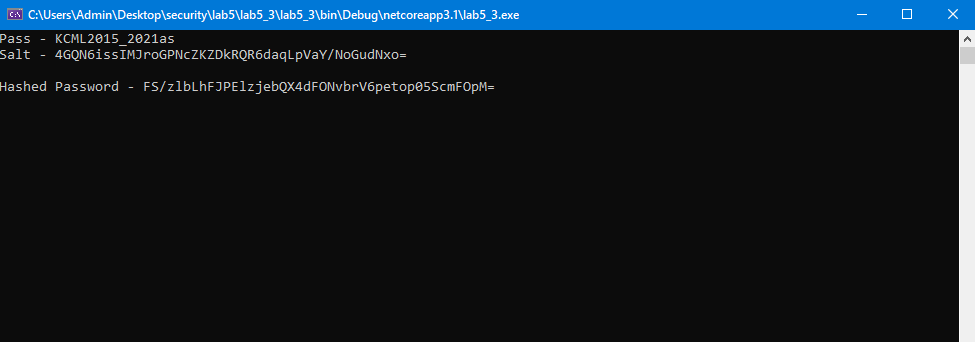 C:\Users\Admin\Desktop\security\lab5\lab5_3\lab5_3\bin\Debug\netcoreapp3.1\lab5_3.exe
Pass - KCML2015_2021as
Salt - 4GQN6issIMJroGPNcZKZDkRQR6daqLpVaY/NoGudNxo=
Hashed Password - FS/zlbLhFJPElzjebQX4dFONvbrV6petop05ScmFOpM=